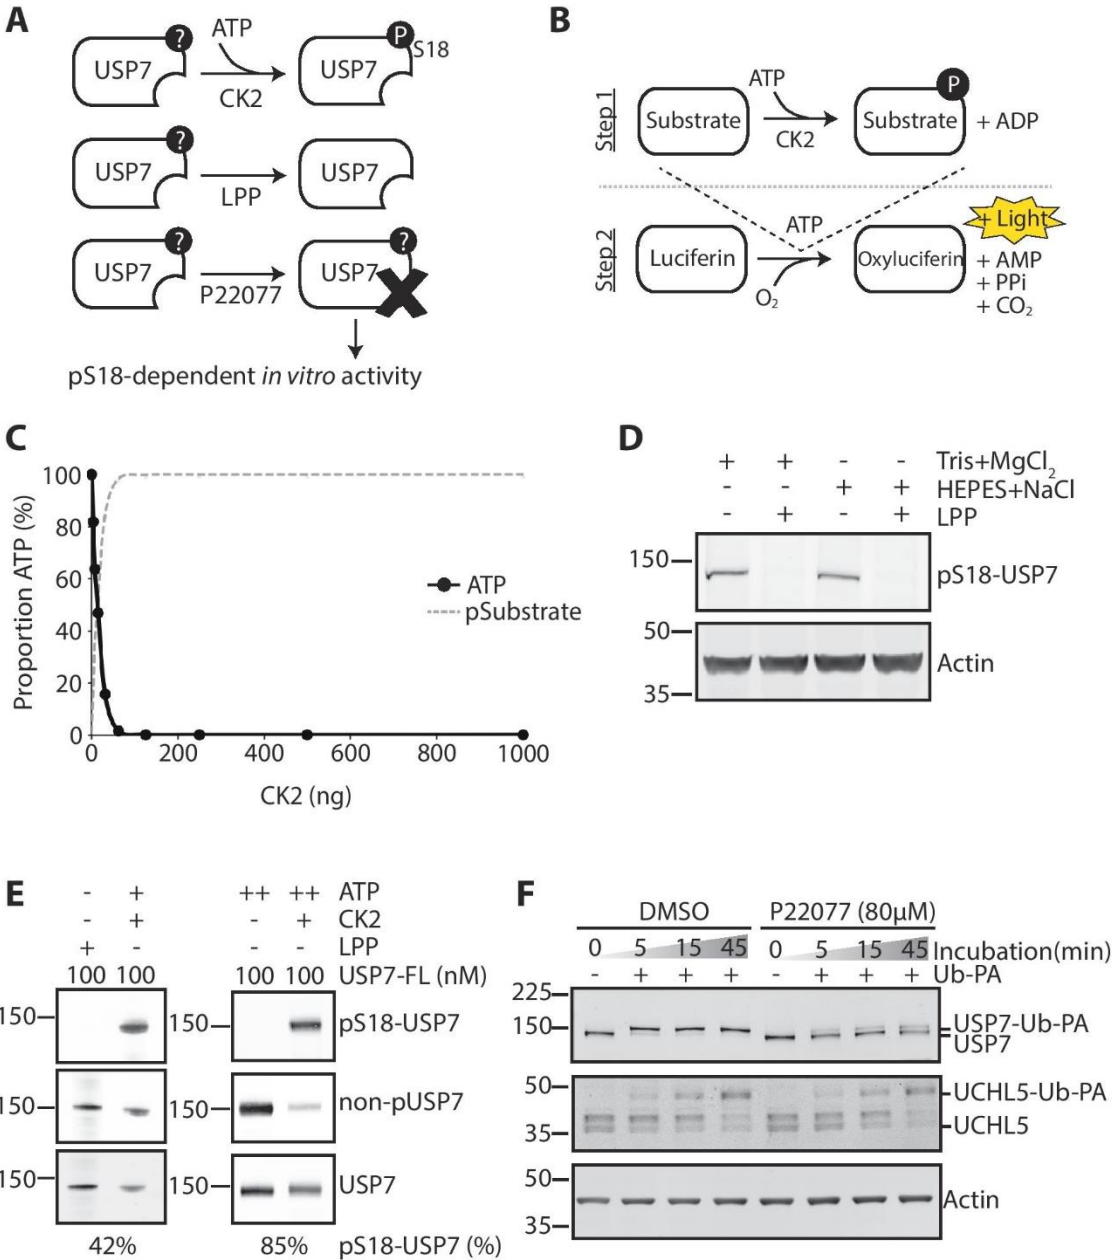 A
? ATP P
USP7 USP7 S18
CK2
? 
USP7 USP7
LPP
? ?
USP7 USP7
P22077
pS18-dependent in vitro activity
B
Step 1
ATP P
Substrate Substrate + ADP
CK2
Step 2
ATP + Light
Luciferin Oxyluciferin + AMP
+ PPi
O₂ + CO₂
C
Proportion ATP (%)
100
80
60
40
20
0
ATP
pSubstrate
0 200 400 600 800 1000
CK2 (ng)
D
+ + - - Tris+MgCl₂
- - + + HEPES+NaCl
- + - + LPP
150 pS18-USP7
50
Actin
35
E
- + ++ ++ ATP
- + - + CK2
+ - - - LPP
100 100 100 100 USP7-FL (nM)
150 150 pS18-USP7
150 150 non-pUSP7
150 150 USP7
42% 85% pS18-USP7 (%)
F
DMSO P22077 (80µM)
0 5 15 45 0 5 15 45 Incubation(min)
- + + + - + + + Ub-PA
225
150 USP7-Ub-PA
USP7
50 UCHL5-Ub-PA
35 UCHL5
50
Actin
35